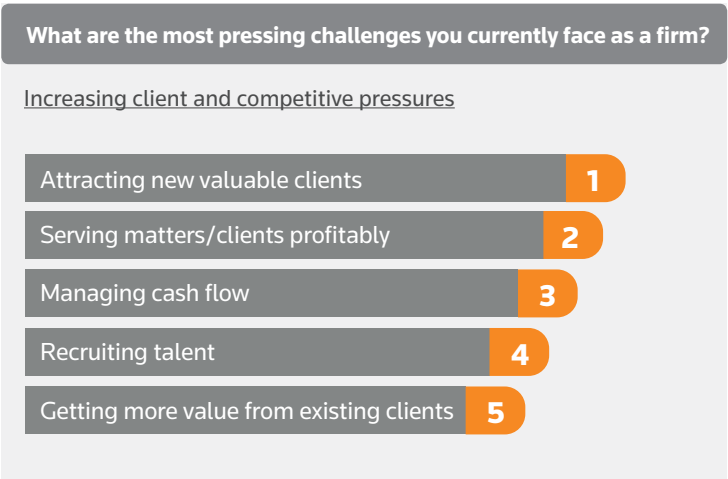 What are the most pressing challenges you currently face as a firm?
Increasing client and competitive pressures
Attracting new valuable clients 1
Serving matters/clients profitably 2
Managing cash flow 3
Recruiting talent 4
Getting more value from existing clients 5